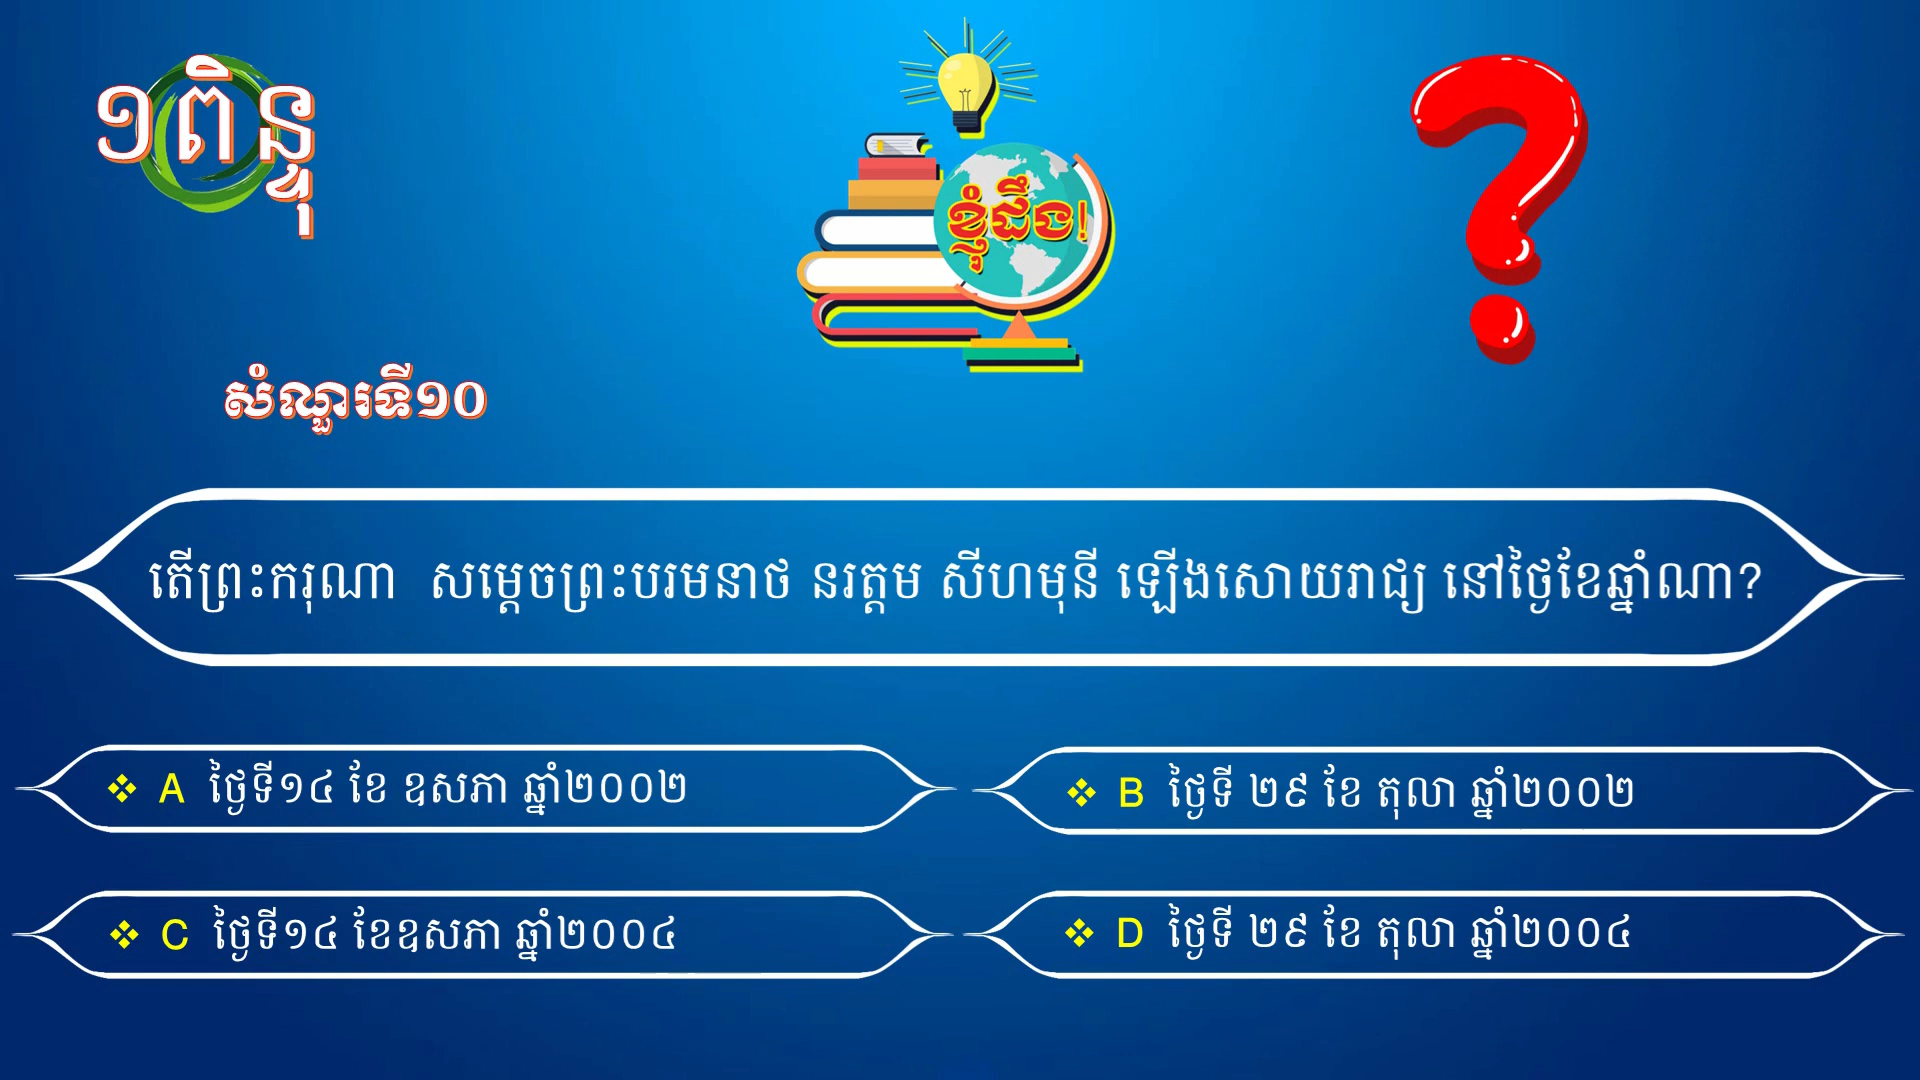 ១ពិន្ទុ
ខ្ញុំដឹង!
សំណួរទី១០
តើព្រះករុណា សម្តេចព្រះបរមនាថ នរត្តម សីហមុនី ឡើងសោយរាជ្យ នៅថ្ងៃខែឆ្នាំណា?
❖ A ថ្ងៃទី១៤ ខែ ឧសភា ឆ្នាំ២០០២
❖ B ថ្ងៃទី ២៩ ខែ តុលា ឆ្នាំ២០០២
❖ C ថ្ងៃទី១៤ ខែឧសភា ឆ្នាំ២០០៤
❖ D ថ្ងៃទី ២៩ ខែ តុលា ឆ្នាំ២០០៤